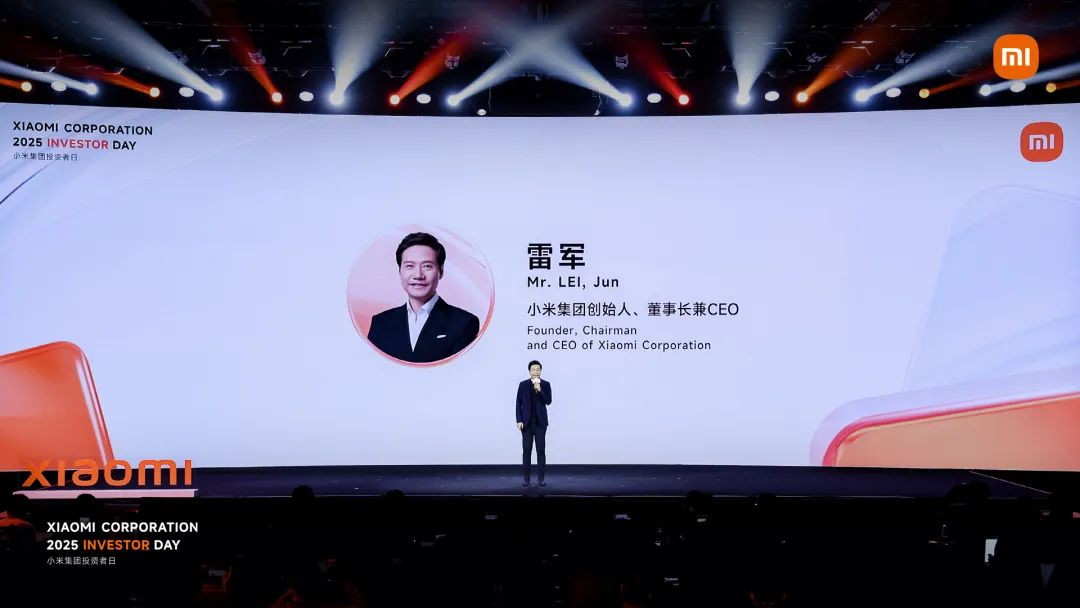 mi
XIAOMI CORPORATION
2025 INVESTOR DAY
小米集团投资者日
mi
雷军
Mr. LEI, Jun
小米集团创始人、董事长兼CEO
Founder, Chairman
and CEO of Xiaomi Corporation
xiaomi
XIAOMI CORPORATION
2025 INVESTOR DAY
小米集团投资者日